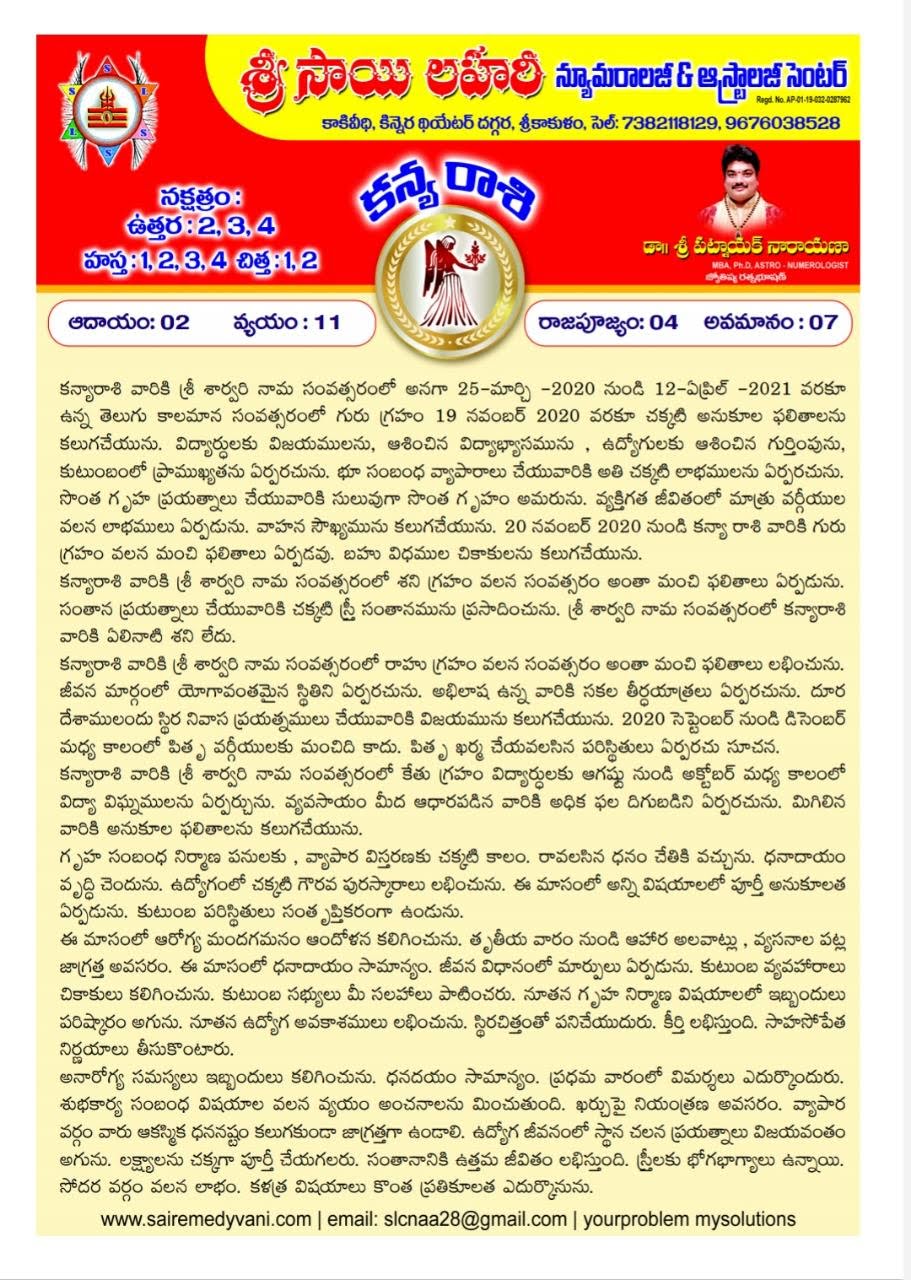 శ్రీ సాయి లహరి న్యూమరాలజీ & ఆస్ట్రాలజీ సెంటర్
Regd. No. AP-01-19-032-0287962
కాకివీధి, కిన్నెర థియేటర్ దగ్గర, శ్రీకాకుళం, సెల్: 7382118129, 9676038528
S S L L S S
కన్య రాశి
నక్షత్రం :
ఉత్తర : 2, 3, 4
హస్త : 1, 2, 3, 4 చిత్త : 1, 2
డా॥ శ్రీ పట్నాయక్ నారాయణా
MBA, Ph.D, ASTRO - NUMEROLOGIST
జ్యోతిష్య రత్నభూషణ్
ఆదాయం: 02 వ్యయం : 11 రాజపూజ్యం: 04 అవమానం : 07
కన్యారాశి వారికి శ్రీ శార్వరి నామ సంవత్సరంలో అనగా 25-మార్చి -2020 నుండి 12-ఏప్రిల్ -2021 వరకూ
ఉన్న తెలుగు కాలమాన సంవత్సరంలో గురు గ్రహం 19 నవంబర్ 2020 వరకూ చక్కటి అనుకూల ఫలితాలను
కలుగచేయును. విద్యార్ధులకు విజయములను, ఆశించిన విద్యాభ్యాసమును , ఉద్యోగులకు ఆశించిన గుర్తింపును,
కుటుంబంలో ప్రాముఖ్యతను ఏర్పరచును. భూ సంబంధ వ్యాపారాలు చేయువారికి అతి చక్కటి లాభములను ఏర్పరచును.
సొంత గృహ ప్రయత్నాలు చేయువారికి సులువుగా సొంత గృహం అమరును. వ్యక్తిగత జీవితంలో మాత్రు వర్గీయుల
వలన లాభములు ఏర్పడును. వాహన సౌఖ్యమును కలుగచేయును. 20 నవంబర్ 2020 నుండి కన్యా రాశి వారికి గురు
గ్రహం వలన మంచి ఫలితాలు ఏర్పడవు. బహు విధముల చికాకులను కలుగచేయును.
కన్యారాశి వారికి శ్రీ శార్వరి నామ సంవత్సరంలో శని గ్రహం వలన సంవత్సరం అంతా మంచి ఫలితాలు ఏర్పడును.
సంతాన ప్రయత్నాలు చేయువారికి చక్కటి స్త్రీ సంతానమును ప్రసాదించును. శ్రీ శార్వరి నామ సంవత్సరంలో కన్యారాశి
వారికి ఏలినాటి శని లేదు.
కన్యారాశి వారికి శ్రీ శార్వరి నామ సంవత్సరంలో రాహు గ్రహం వలన సంవత్సరం అంతా మంచి ఫలితాలు లభించును.
జీవన మార్గంలో యోగావంతమైన స్థితిని ఏర్పరచును. అభిలాష ఉన్న వారికి సకల తీర్ధయాత్రలు ఏర్పరచును. దూర
దేశాములందు స్థిర నివాస ప్రయత్నములు చేయువారికి విజయమును కలుగచేయును. 2020 సెప్టెంబర్ నుండి డిసెంబర్
మధ్య కాలంలో పితృ వర్గీయులకు మంచిది కాదు. పితృ ఖర్మ చేయవలసిన పరిస్థితులు ఏర్పరచు సూచన.
కన్యారాశి వారికి శ్రీ శార్వరి నామ సంవత్సరంలో కేతు గ్రహం విద్యార్ధులకు ఆగష్టు నుండి అక్టోబర్ మధ్య కాలంలో
విద్యా విఘ్నములను ఏర్పర్చును. వ్యవసాయం మీద ఆధారపడిన వారికి అధిక ఫల దిగుబడిని ఏర్పరచును. మిగిలిన
వారికి అనుకూల ఫలితాలను కలుగచేయును.
గృహ సంబంధ నిర్మాణ పనులకు , వ్యాపార విస్తరణకు చక్కటి కాలం. రావలసిన ధనం చేతికి వచ్చును. ధనాదాయం
వృద్ధి చెందును. ఉద్యోగంలో చక్కటి గౌరవ పురస్కారాలు లభించును. ఈ మాసంలో అన్ని విషయాలలో పూర్తీ అనుకూలత
ఏర్పడును. కుటుంబ పరిస్థితులు సంతృప్తికరంగా ఉండును.
ఈ మాసంలో ఆరోగ్య మందగమనం ఆందోళన కలిగించును. తృతీయ వారం నుండి ఆహార అలవాట్లు , వ్యసనాల పట్ల
జాగ్రత్త అవసరం. ఈ మాసంలో ధనాదాయం సామాన్యం. జీవన విధానంలో మార్పులు ఏర్పడును. కుటుంబ వ్యవహారాలు
చికాకులు కలిగించును. కుటుంబ సభ్యులు మీ సలహాలు పాటించరు. నూతన గృహ నిర్మాణ విషయాలలో ఇబ్బందులు
పరిష్కారం అగును. నూతన ఉద్యోగ అవకాశములు లభించును. స్థిరచిత్తంతో పనిచేయుదురు. కీర్తి లభిస్తుంది. సాహసోపేత
నిర్ణయాలు తీసుకొంటారు.
అనారోగ్య సమస్యలు ఇబ్బందులు కలిగించును. ధనదయం సామాన్యం. ప్రధమ వారంలో విమర్శలు ఎదుర్కొందురు.
శుభకార్య సంబంధ విషయాల వలన వ్యయం అంచనాలను మించుతుంది. ఖర్చుపై నియంత్రణ అవసరం. వ్యాపార
వర్గం వారు ఆకస్మిక ధననష్టం కలుగకుండా జాగ్రత్తగా ఉండాలి. ఉద్యోగ జీవనంలో స్థాన చలన ప్రయత్నాలు విజయవంతం
అగును. లక్ష్యాలను చక్కగా పూర్తీ చేయగలరు. సంతానానికి ఉత్తమ జీవితం లభిస్తుంది. స్త్రీలకు భోగభాగ్యాలు ఉన్నాయి.
సోదర వర్గం వలన లాభం. కళత్ర విషయాలు కొంత ప్రతికూలత ఎదుర్కొనును.
www.sairemedyvani.com | email: slcnaa28@gmail.com | yourproblem mysolutions